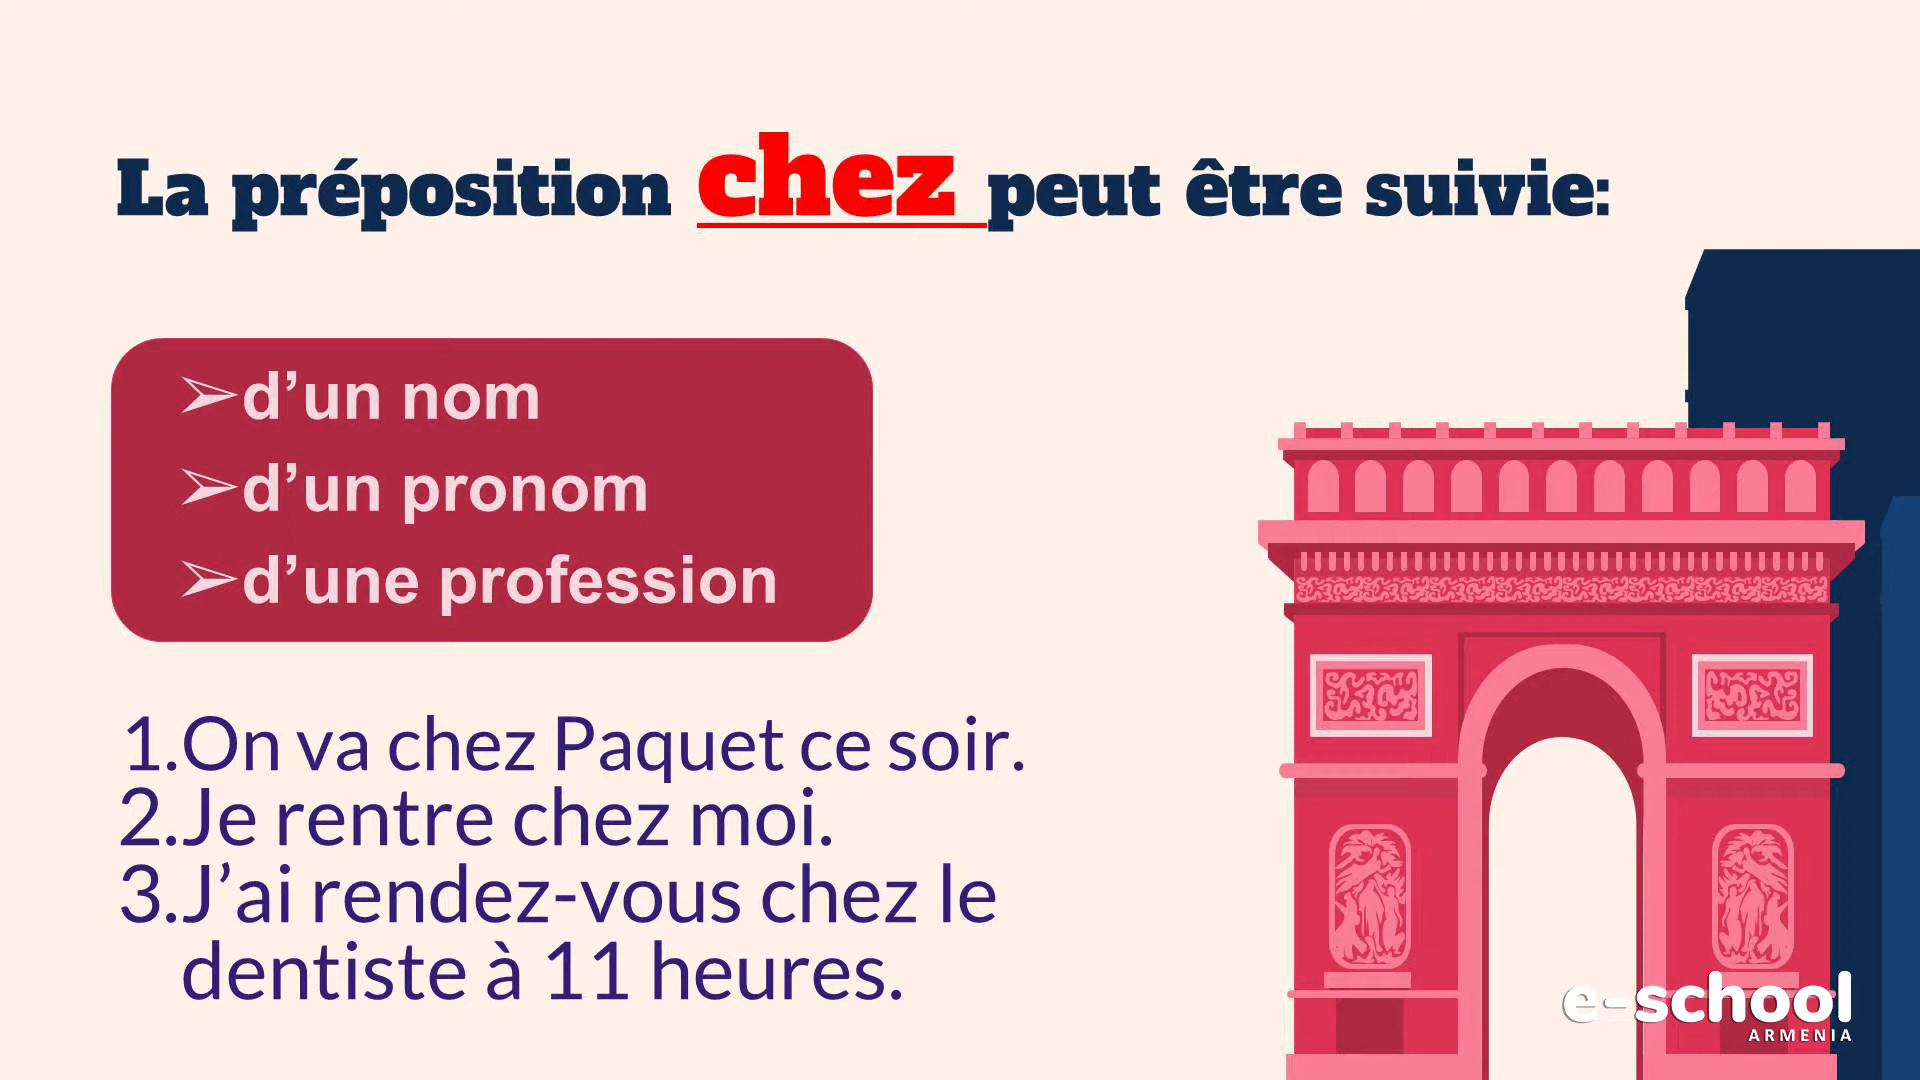 La préposition chez peut être suivie:
➢d’un nom
➢d’un pronom
➢d’une profession
1.On va chez Paquet ce soir.
2.Je rentre chez moi.
3.J’ai rendez-vous chez le
dentiste à 11 heures.
e-school
ARMENIA